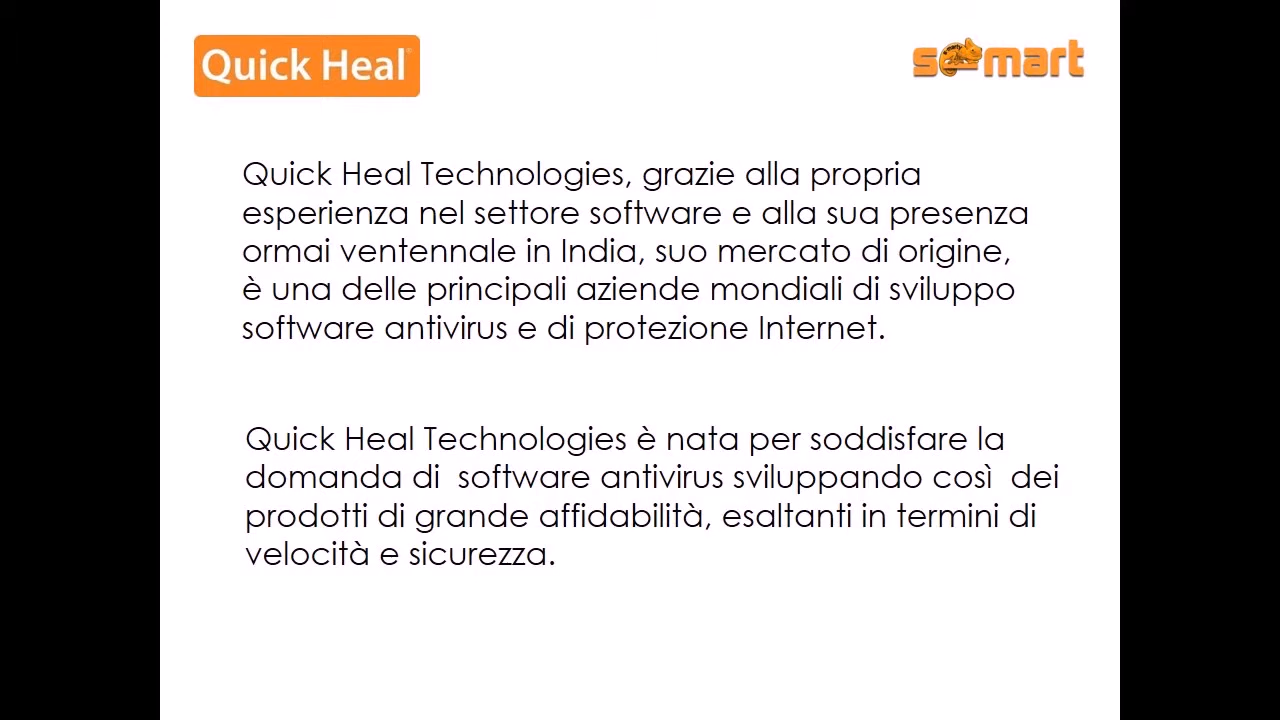 Quick Heal
s mart
Quick Heal Technologies, grazie alla propria
esperienza nel settore software e alla sua presenza
ormai ventennale in India, suo mercato di origine,
è una delle principali aziende mondiali di sviluppo
software antivirus e di protezione Internet.
Quick Heal Technologies è nata per soddisfare la
domanda di  software antivirus sviluppando così  dei
prodotti di grande affidabilità, esaltanti in termini di
velocità e sicurezza.